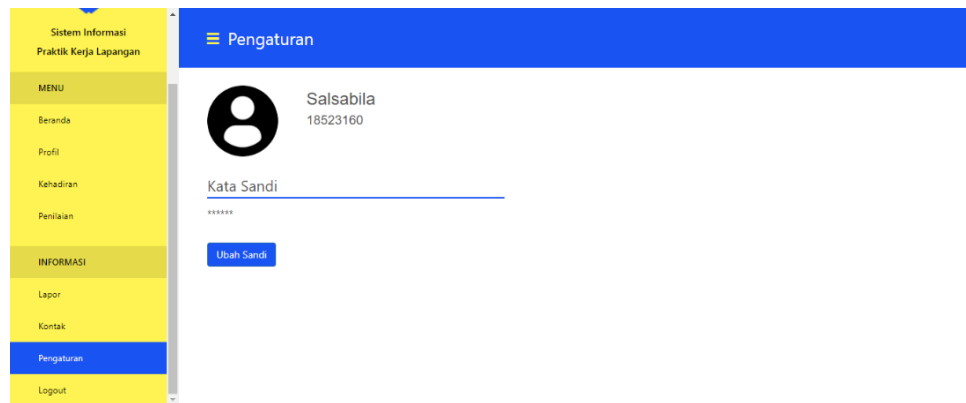 Sistem Informasi
Praktik Kerja Lapangan
MENU
Beranda
Profil
Kehadiran
Penilaian
INFORMASI
Lapor
Kontak
Pengaturan
Logout
Pengaturan
Salsabila
18523160
Kata Sandi
******
Ubah Sandi